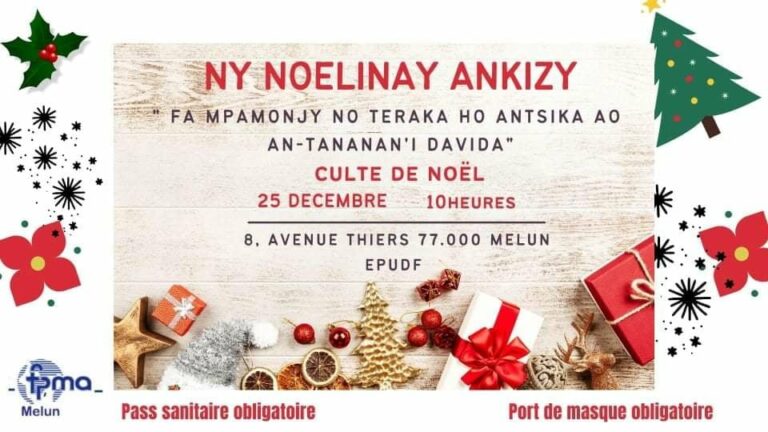 NY NOELINAY ANKIZY
" FA MPAMONJY NO TERAKA HO ANTSIKA AO
AN-TANANAN'I DAVIDA"
CULTE DE NOËL
25 DECEMBRE 10HEURES
8, AVENUE THIERS 77.000 MELUN
EPUDF
fpma
Melun
Pass sanitaire obligatoire
Port de masque obligatoire